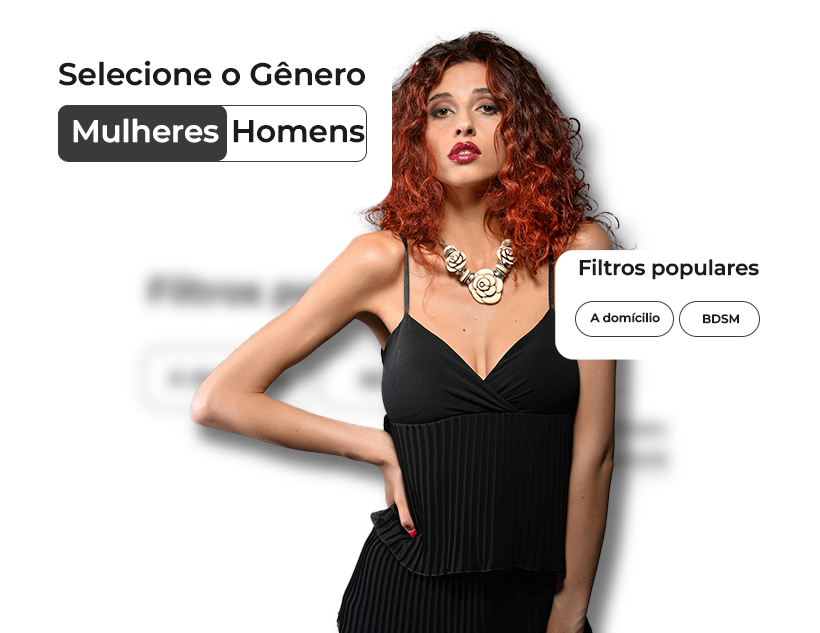 Selecione o Gênero
Mulheres Homens
Filtros populares
A domícilio BDSM